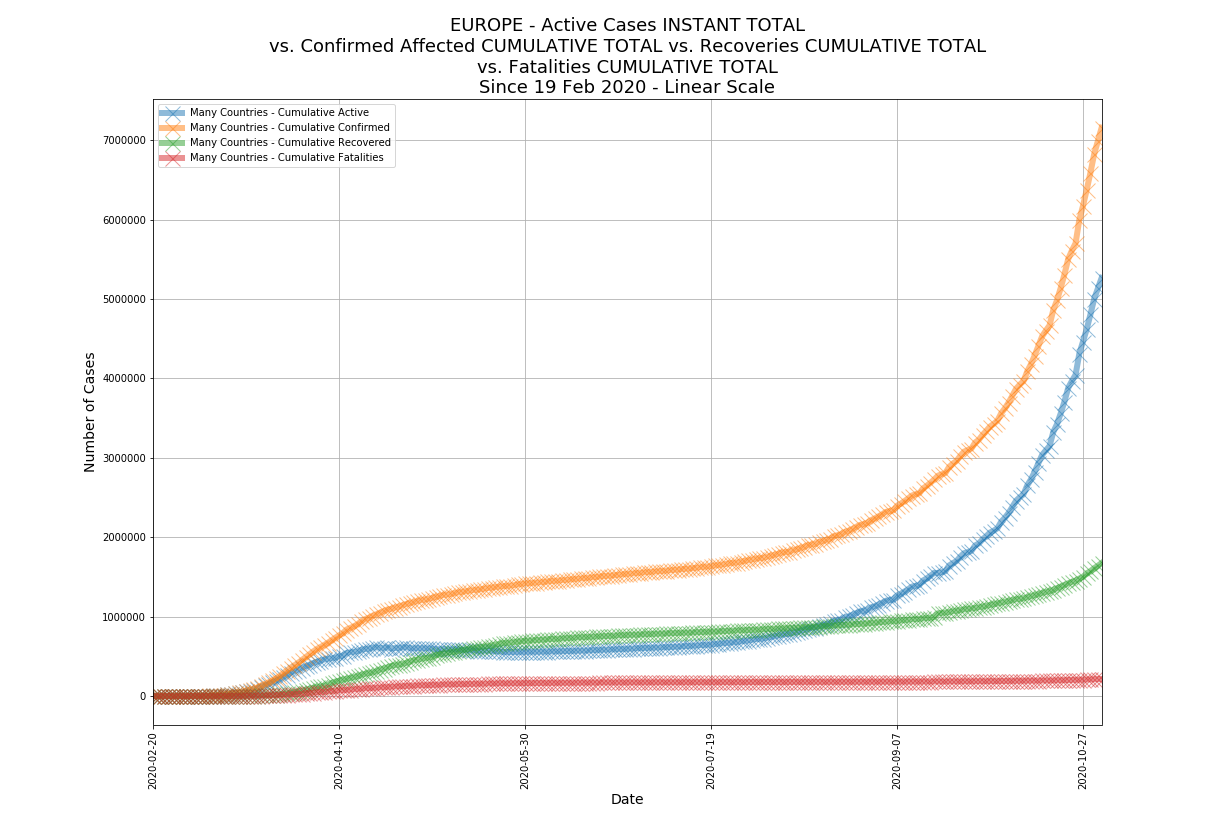 EUROPE - Active Cases INSTANT TOTAL
vs. Confirmed Affected CUMULATIVE TOTAL vs. Recoveries CUMULATIVE TOTAL
vs. Fatalities CUMULATIVE TOTAL
Since 19 Feb 2020 - Linear Scale
Many Countries - Cumulative Active
Many Countries - Cumulative Confirmed
Many Countries - Cumulative Recovered
Many Countries - Cumulative Fatalities
7000000
6000000
5000000
4000000
3000000
2000000
1000000
0
Number of Cases
2020-02-20
2020-04-10
2020-05-30
2020-07-19
2020-09-07
2020-10-27
Date